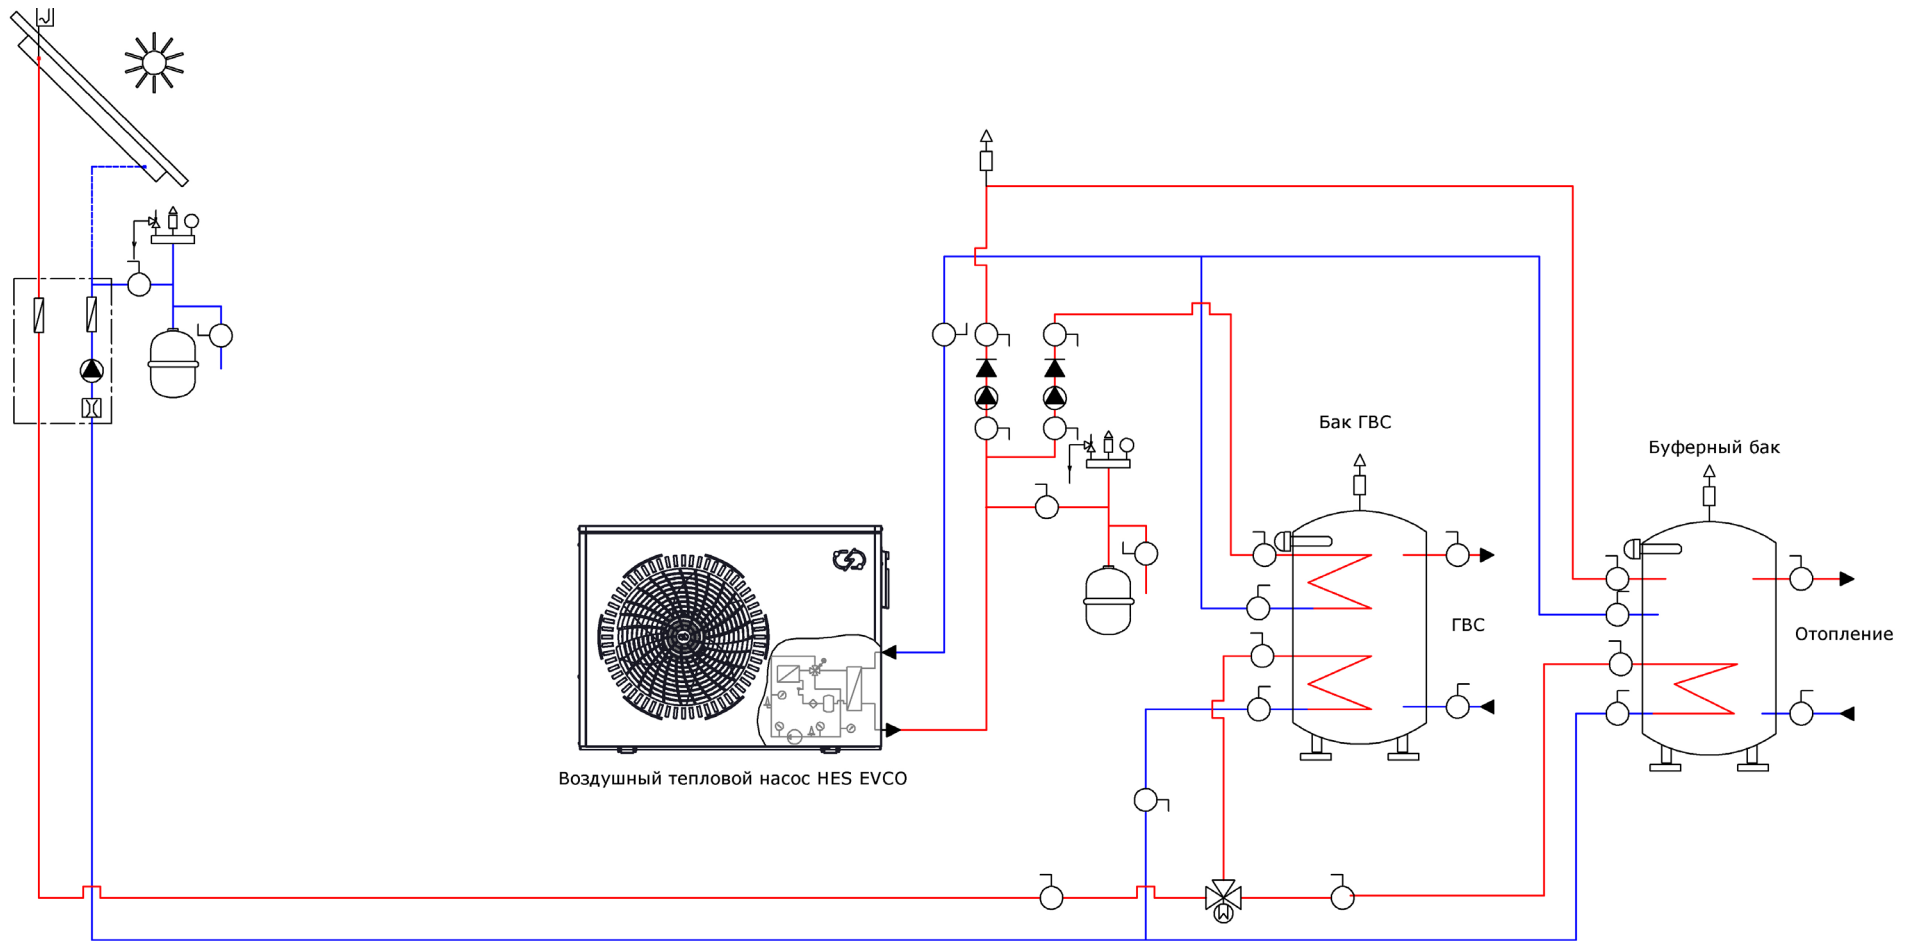 Бак ГВС
Буферный бак
ГВС
Отопление
Воздушный тепловой насос HES EVCO